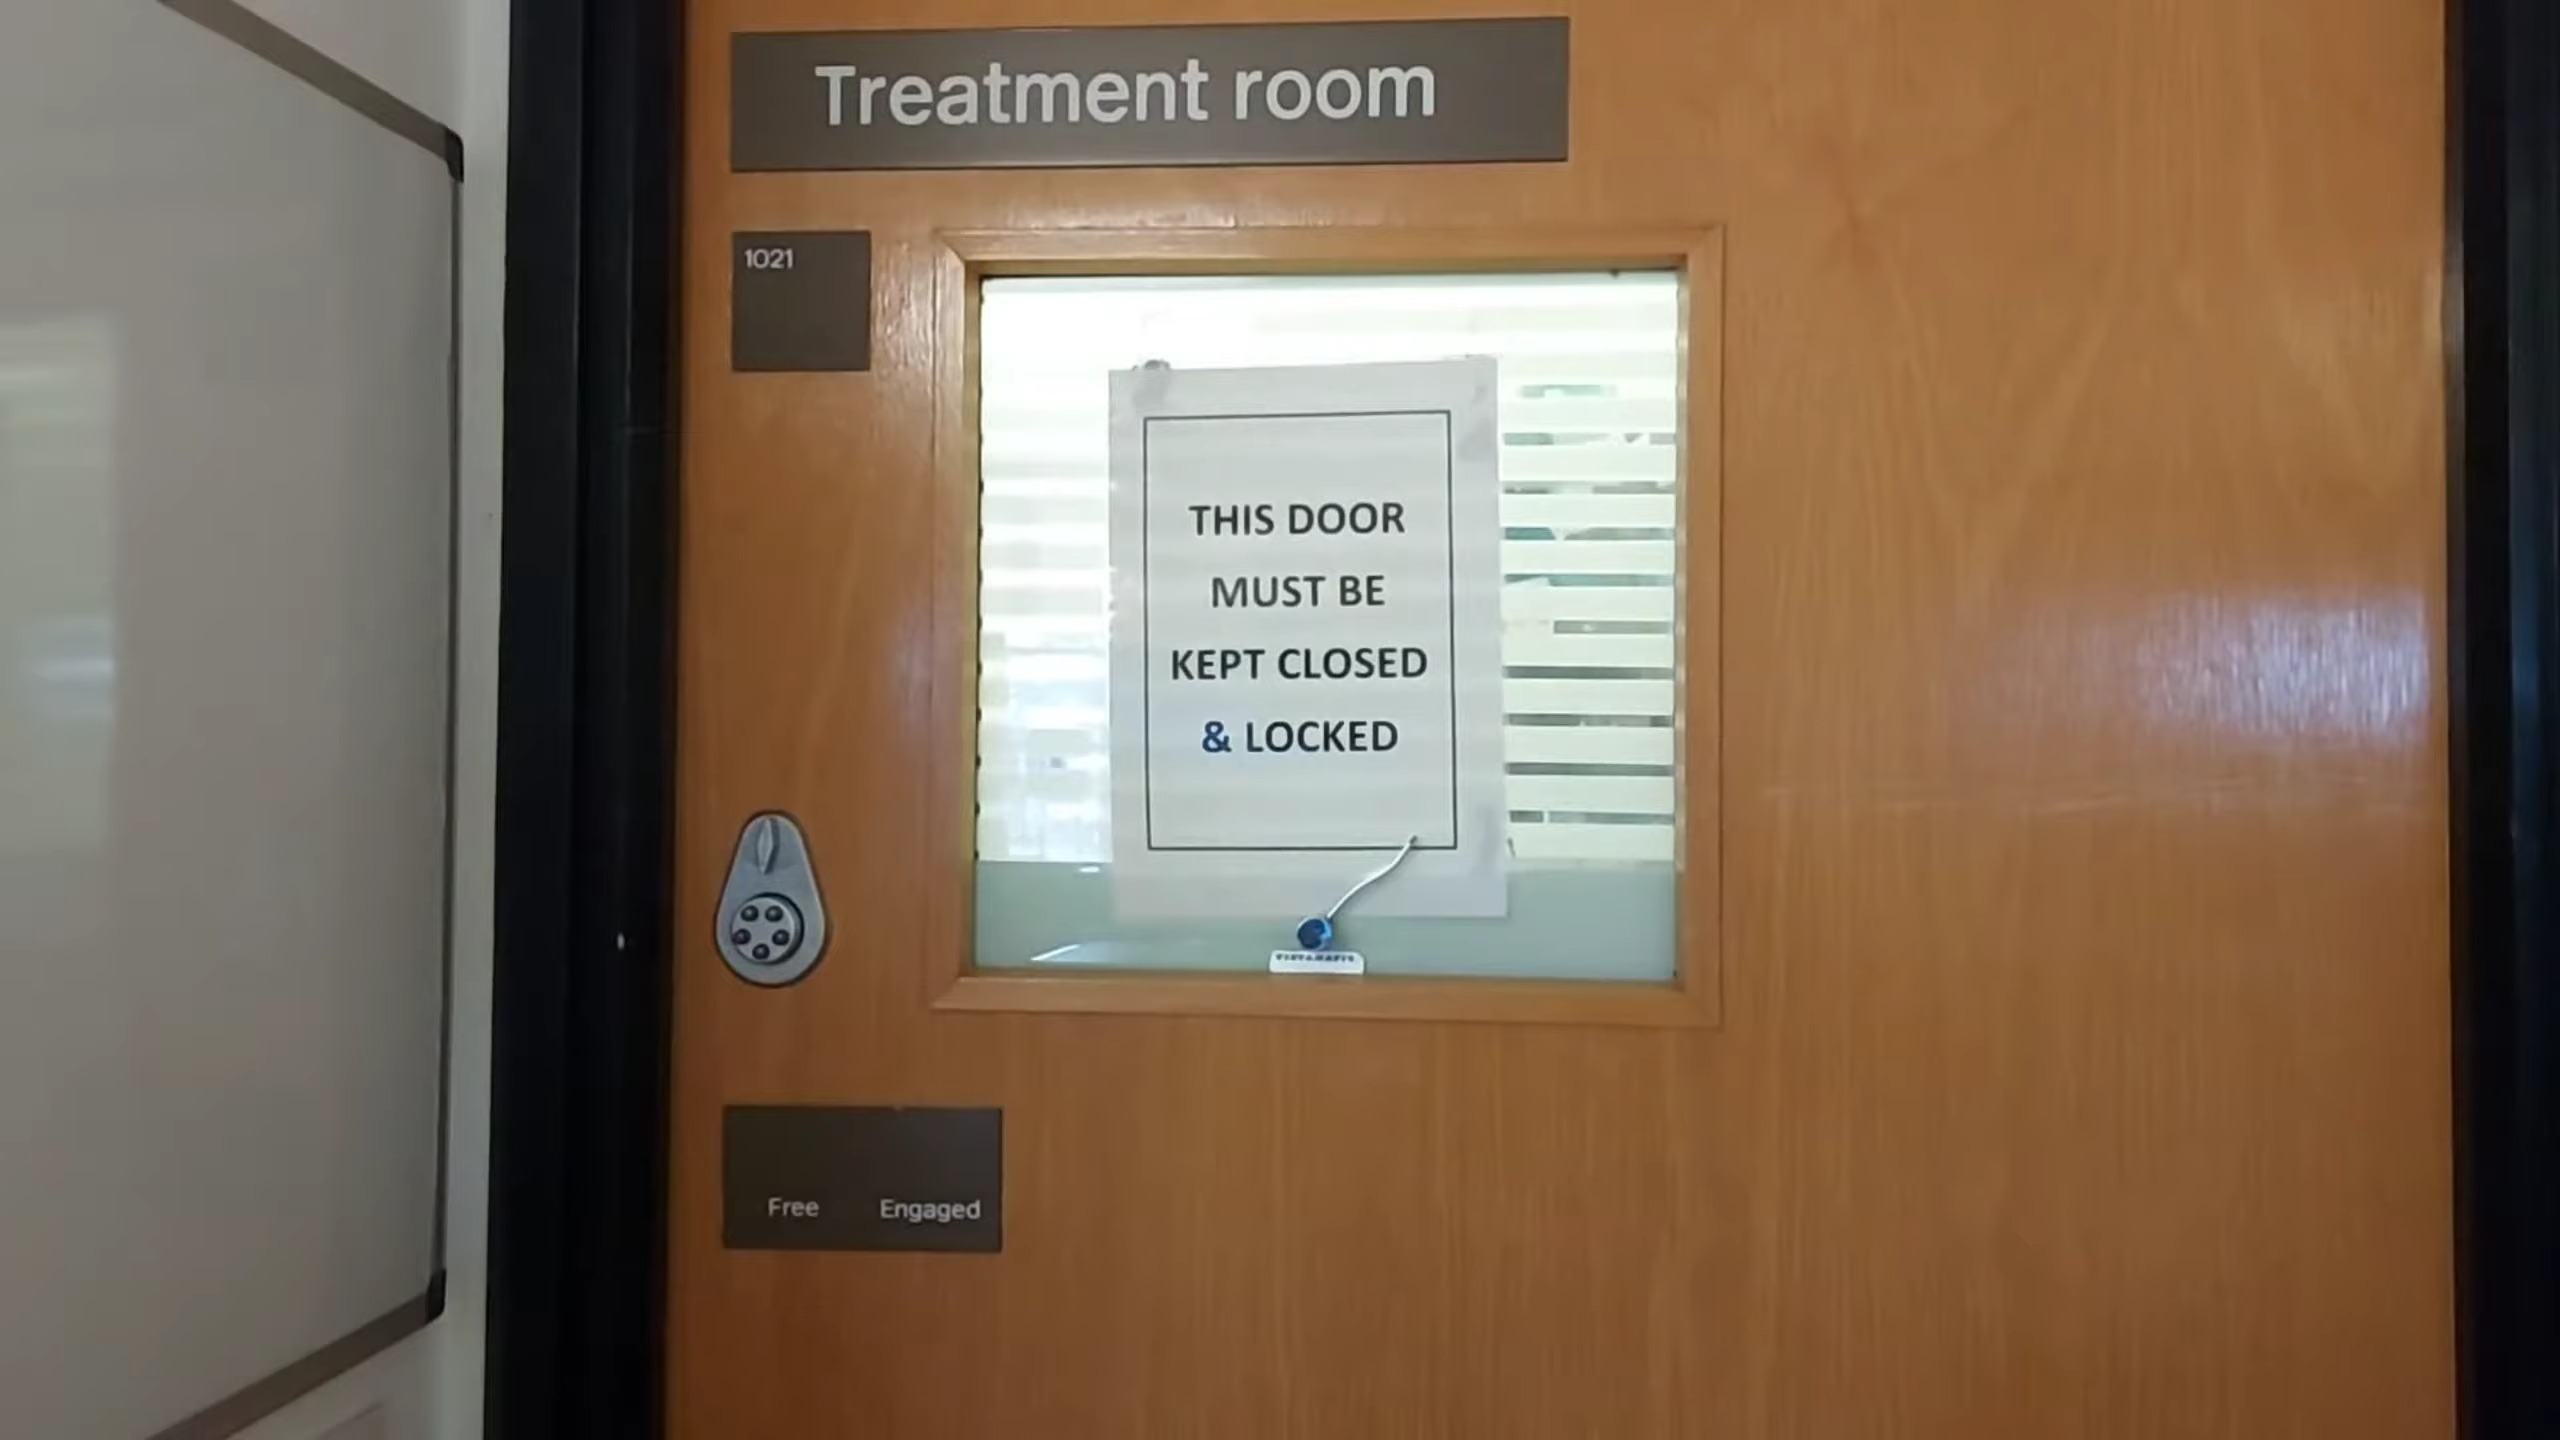 Treatment room
1021
THIS DOOR
MUST BE
KEPT CLOSED
& LOCKED
Free Engaged